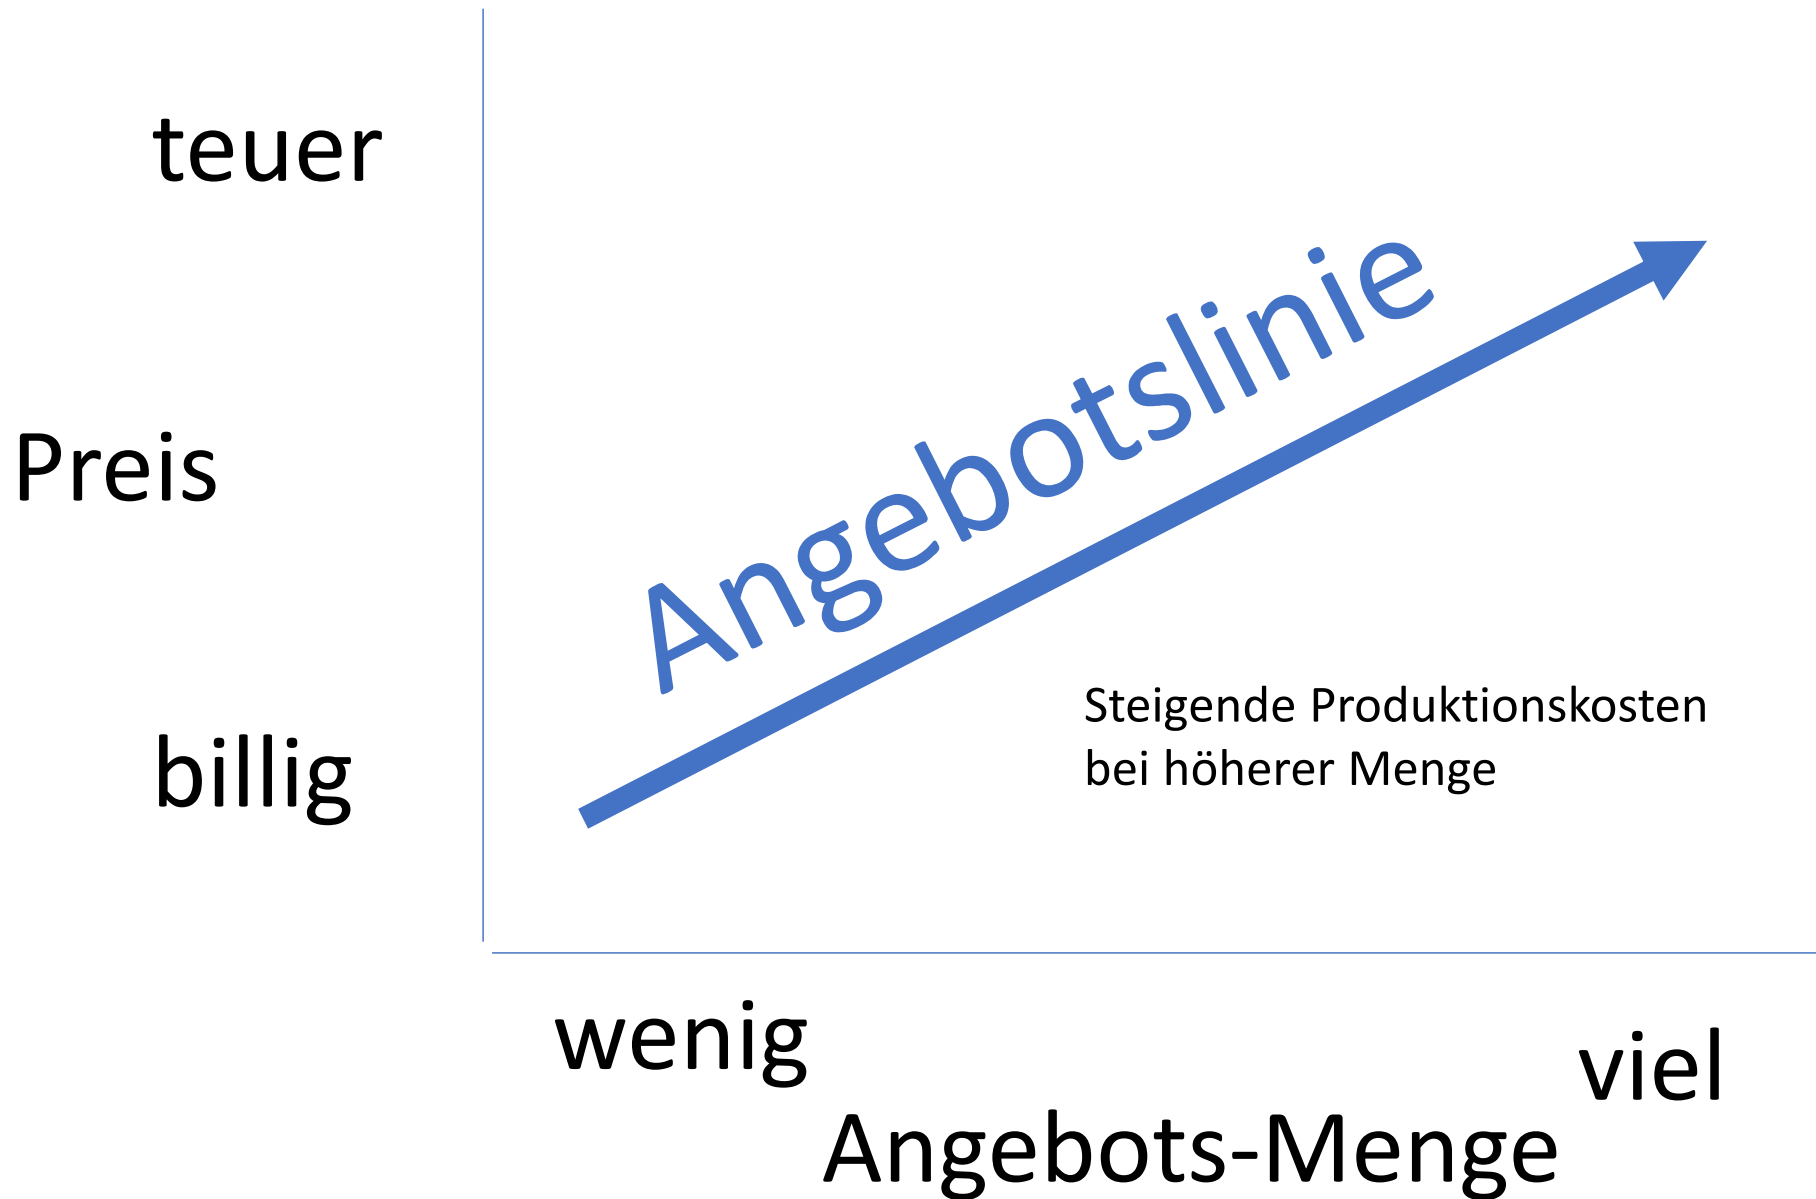 teuer
Angebotslinie
Preis
Steigende Produktionskosten
bei höherer Menge
billig
wenig
viel
Angebots-Menge